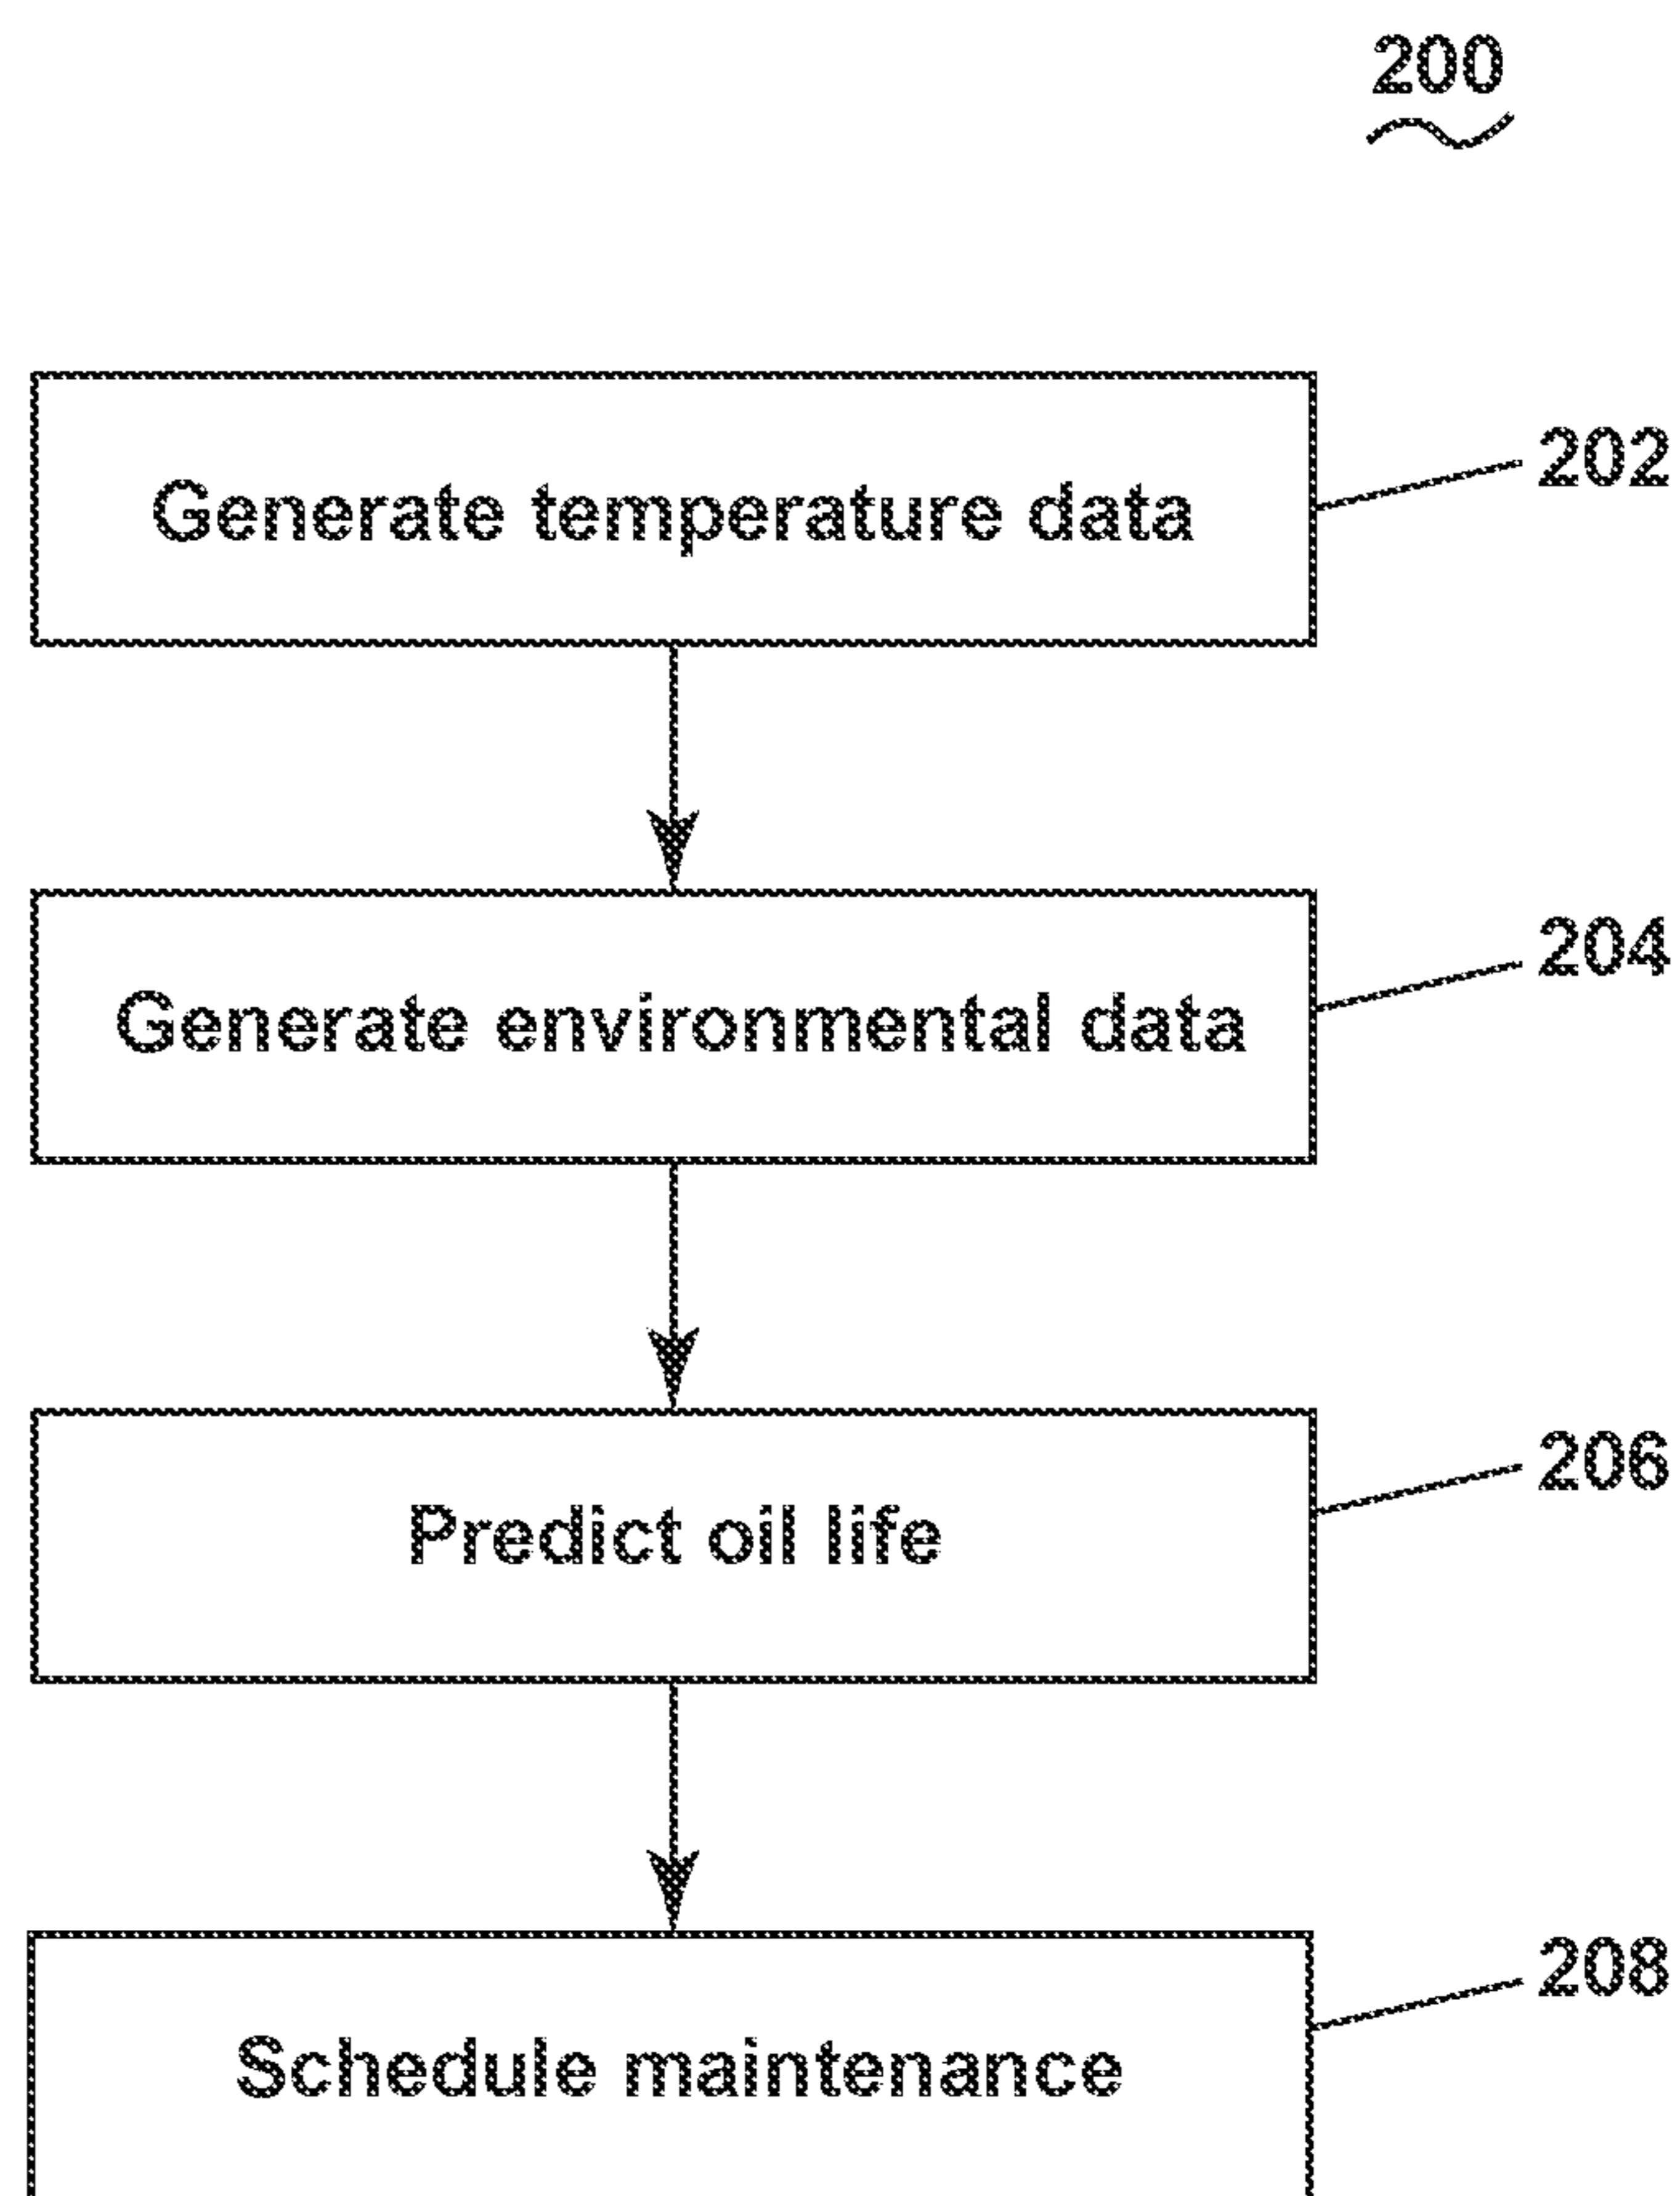 200
Generate temperature data
202
Generate environmental data
204
Predict oil life
206
Schedule maintenance
208